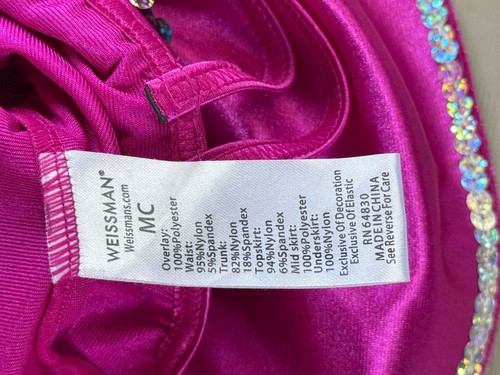 WEISSMAN®
Weissmans.com
MC
Overlay:
100%Polyester
Waist:
95%Nylon
5%Spandex
Trunk:
82%Nylon
18%Spandex
Topskirt:
94%Nylon
6%Spandex
Mid skirt:
100%Polyester
Underskirt:
100%Nylon
Exclusive Of Decoration
Exclusive Of Elastic
RN 64830
MADE IN CHINA
See Reverse For Care